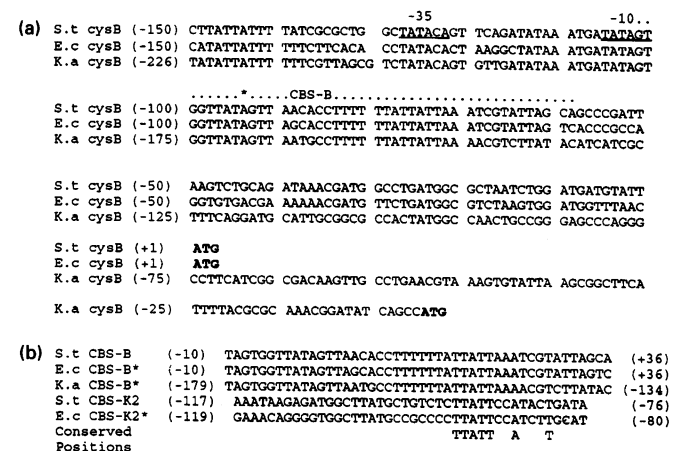 (a)
-35 -10..
S.t cysB (-150) CTTATTATTT TATCGCGCTG GCTATACAGT TCAGATATAA ATGATATAGT
E.c cysB (-150) CATATTATTT TTTCTTCACA CCTATACACT AAGGCTATAA ATGATATAGT
K.a cysB (-226) TATATTATTT TTTCGTTAGCG TCTATACAGT GTTGATATAA ATGATATAGT
......*.....CBS-B..........................
S.t cysB (-100) GGTTATAGTT AACACCTTTT TTATTATTAA ATCGTATTAG CAGCCCGATT
E.c cysB (-100) GGTTATAGTT AGCACCTTTT TTATTATTAA ATCGTATTAG TCACCCGCCA
K.a cysB (-175) GGTTATAGTT AATGCCTTTT TTATTATTAA AACGTCTTAT ACATCATCGC
S.t cysB (-50) AAGTCTGCAG ATAAACGATG GCCTGATGGC GCTAATCTGG ATGATGTATT
E.c cysB (-50) GGTGTGACGA AAAAACGATG TTCTGATGGC GTCTAAGTGG ATGGTTTAAC
K.a cysB (-125) TTTCAGGATG CATTGCGGCG CCACTATGGC CAACTGCCGG GAGCCCAGGG
S.t cysB (+1) ATG
E.c cysB (+1) ATG
K.a cysB (-75) CCTTCATCGG CGACAAGTTG CCTGAACGTA AAGTGTATTA AGCGGCTTCA
K.a cysB (-25) TTTTACGCGC AAACGGATAT CAGCCATG
(b)
S.t CBS-B (-10) TAGTGGTTATAGTTAACACCTTTTTTATTATTAAATCGTATTAGCA (+36)
E.c CBS-B* (-10) TAGTGGTTATAGTTAGCACCTTTTTTATTATTAAATCGTATTAGTC (+36)
K.a CBS-B* (-179) TAGTGGTTATAGTTAATGCCTTTTTTATTATTAAAACGTCTTATAC (-134)
S.t CBS-K2 (-117) AAATAAGAGATGGCTTATGCTGTCTCTTATTCCATACTGATA (-76)
E.c CBS-K2* (-119) GAAACAGGGGTGGCTTATGCCGCCCCTTATTCCATCTTGCAT (-80)
Conserved TTATT A T
Positions